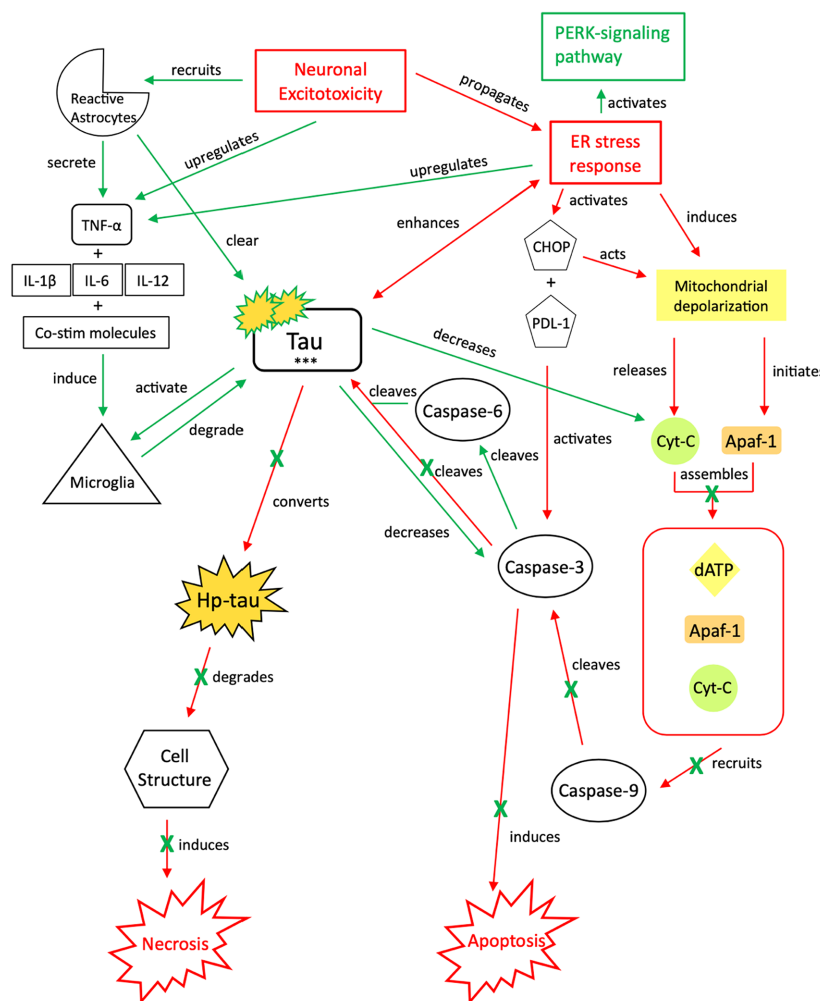 PERK-signaling
pathway
recruits
Neuronal
Excitotoxicity
propagates
activates
Reactive
Astrocytes
ER stress
response
secrete
upregulates
upregulates
activates
induces
TNF-α
clear
enhances
CHOP
acts
+
IL-1β
IL-6
IL-12
+
Mitochondrial
depolarization
+
PDL-1
Co-stim molecules
Tau
***
decreases
induce
activate
cleaves
releases
initiates
degrade
Caspase-6
activates
Cyt-C
Apaf-1
Microglia
X
X
cleaves
cleaves
assembles
X
converts
decreases
Caspase-3
dATP
Hp-tau
Apaf-1
X
degrades
cleaves
X
Cyt-C
Cell
Structure
X
recruits
Caspase-9
X
induces
X
induces
Necrosis
Apoptosis